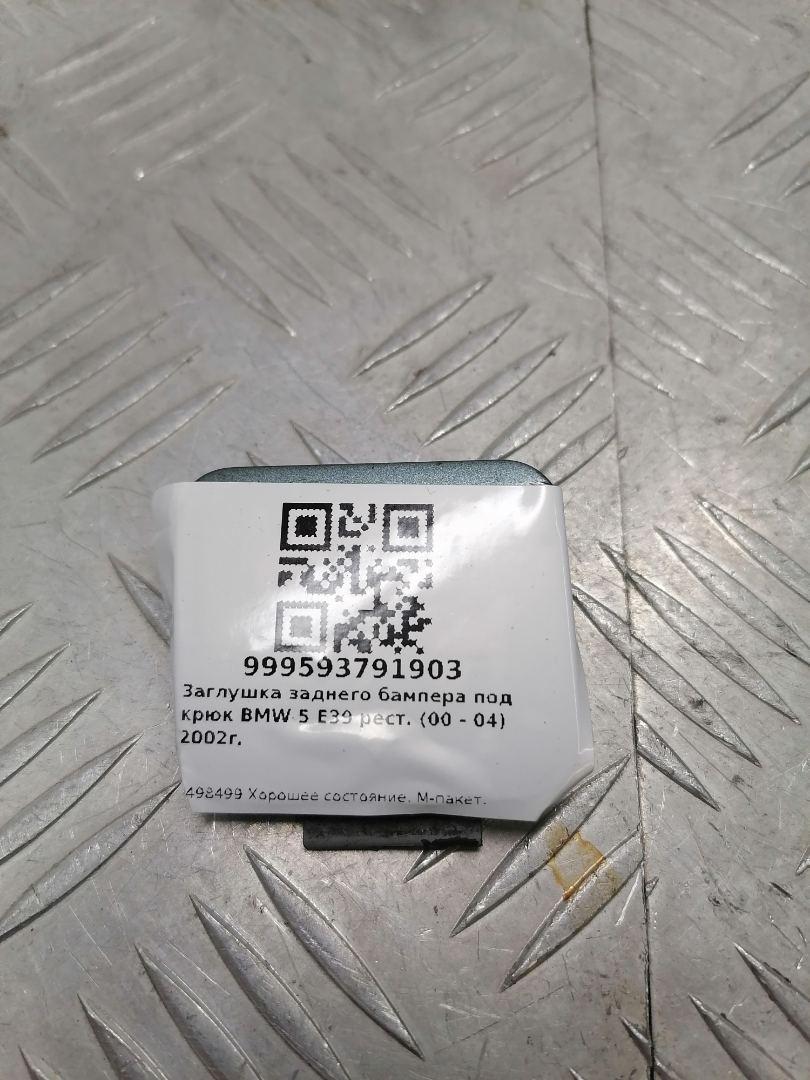 999593791903
Заглушка заднего бампера под
крюк BMW 5 E39 рест. (00 - 04)
2002г.
498499 Хорошее состояние. М-пакет.